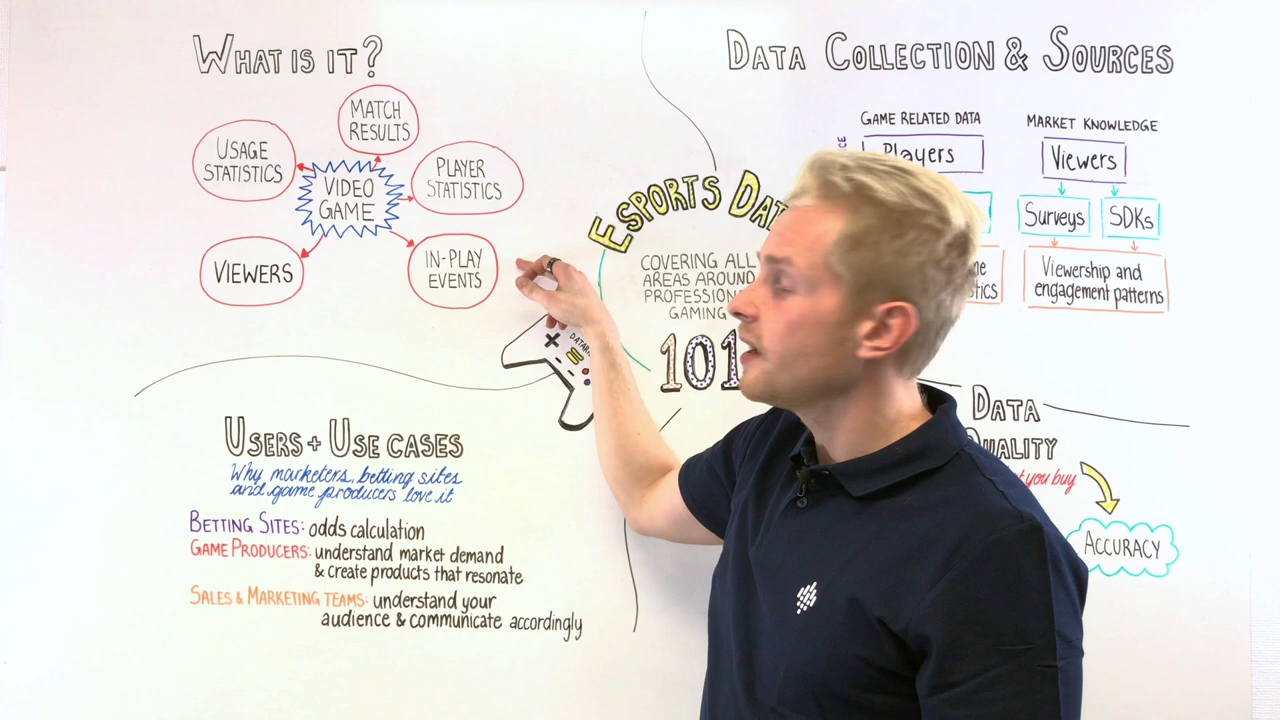 WHAT IS IT?
MATCH
RESULTS
USAGE
STATISTICS
PLAYER
STATISTICS
VIDEO
GAME
VIEWERS
IN-PLAY
EVENTS
DATA COLLECTION & SOURCES
GAME RELATED DATA
Players
MARKET KNOWLEDGE
Viewers
Surveys
SDKs
Viewership and
engagement patterns
ESPORTS
COVERING ALL
AREAS AROUND
GAMING
101
USERS + USE CASES
Why marketers, betting sites
and game producers love it
BETTING SITES: odds calculation
GAME PRODUCERS: understand market demand
& create products that resonate
SALES & MARKETING TEAMS: understand your
audience & communicate accordingly
DATA
you buy
ACCURACY